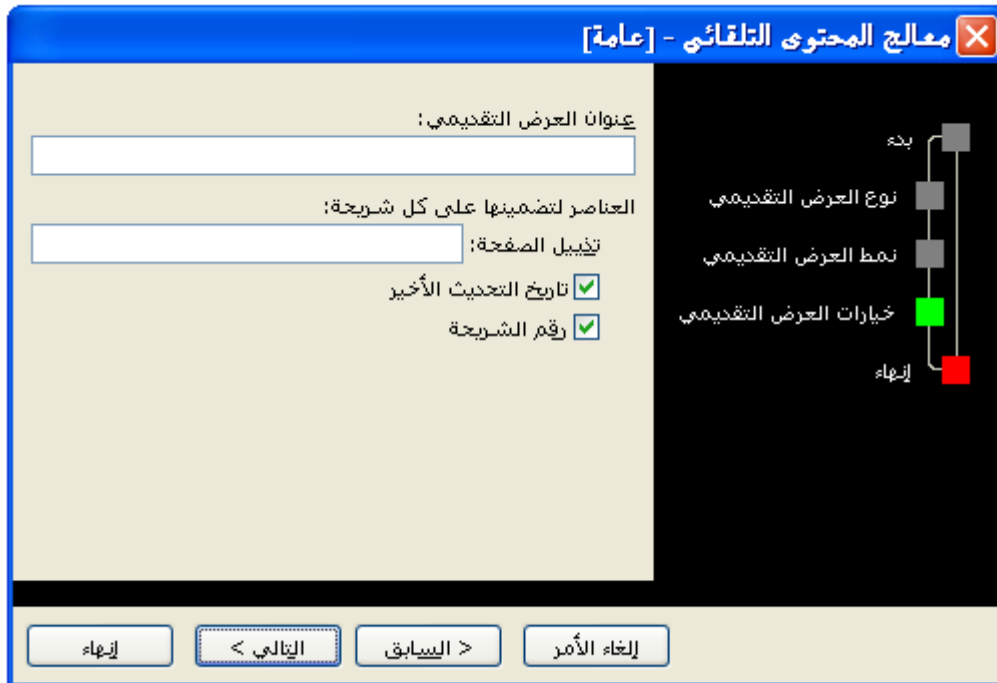 معالج المحتوى التلقائي - [عامة]
بدء
نوع العرض التقديمي
نمط العرض التقديمي
خيارات العرض التقديمي
إنهاء
عنوان العرض التقديمي:
العناصر لتضمينها على كل شريحة:
تذييل الصفحة:
تاريخ التحديث الأخير
رقم الشريحة
إلغاء الأمر
< السابق
التالي >
إنهاء